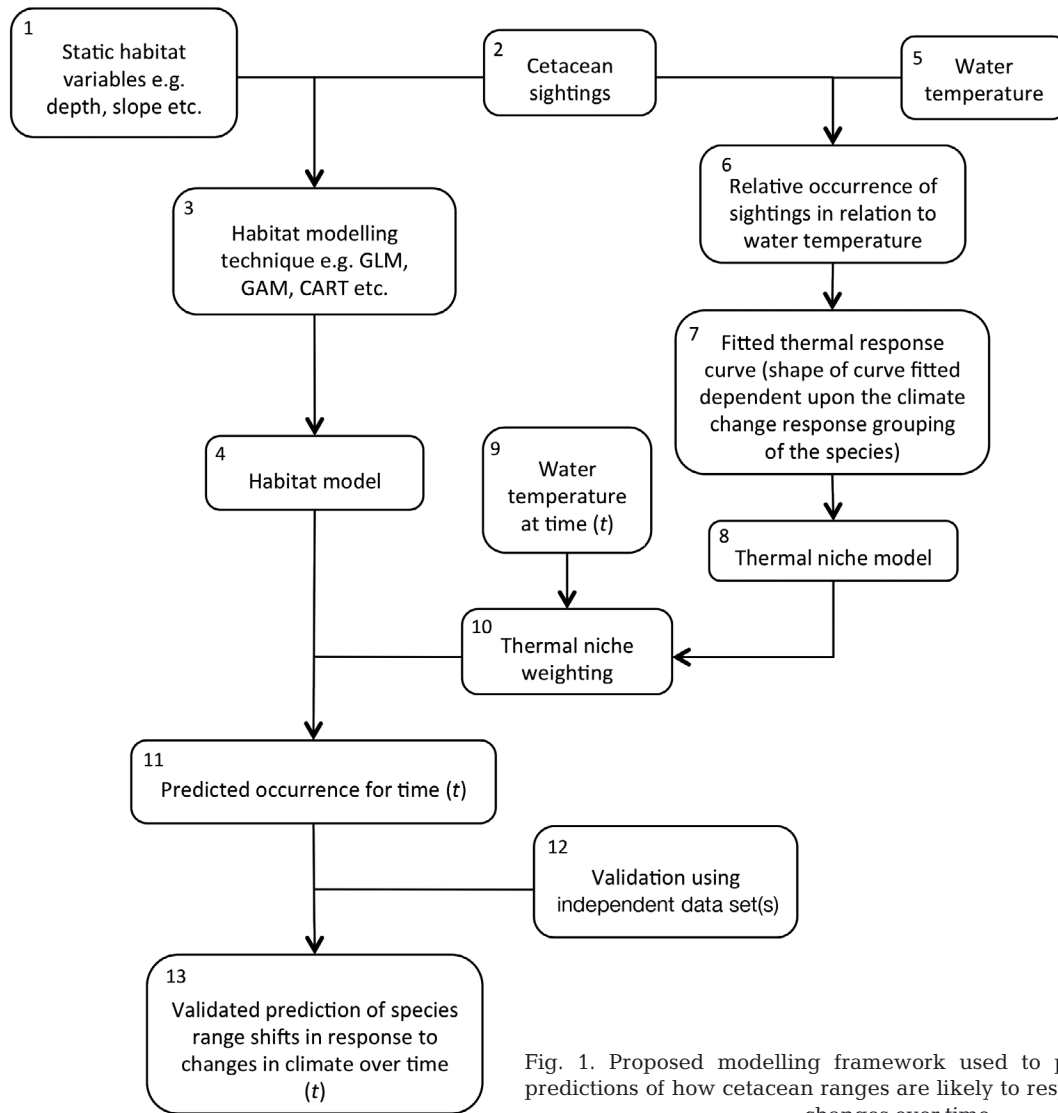 1
Static habitat
variables e.g.
depth, slope etc.
2
Cetacean
sightings
5
Water
temperature
3
Habitat modelling
technique e.g. GLM,
GAM, CART etc.
6
Relative occurrence of
sightings in relation to
water temperature
7
Fitted thermal response
curve (shape of curve fitted
dependent upon the climate
change response grouping
of the species)
4
Habitat model
9
Water
temperature
at time (t)
8
Thermal niche model
10
Thermal niche
weighting
11
Predicted occurrence for time (t)
12
Validation using
independent data set(s)
13
Validated prediction of species
range shifts in response to
changes in climate over time
(t)
Fig. 1. Proposed modelling framework used to p
predictions of how cetacean ranges are likely to res
changes over time